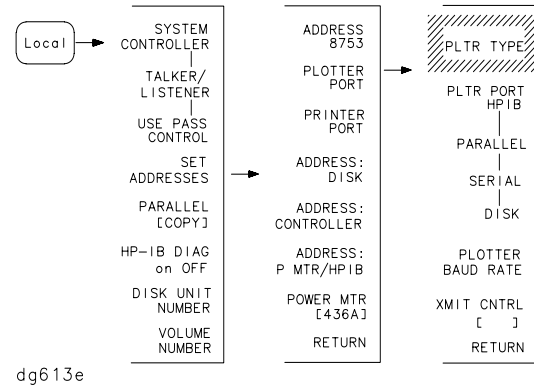 Local
SYSTEM
CONTROLLER
TALKER/
LISTENER
USE PASS
CONTROL
SET
ADDRESSES
PARALLEL
[COPY]
HP-IB DIAG
on OFF
DISK UNIT
NUMBER
VOLUME
NUMBER
ADDRESS
8753
PLOTTER
PORT
PRINTER
PORT
ADDRESS:
DISK
ADDRESS:
CONTROLLER
ADDRESS:
P MTR/HPIB
POWER MTR
[436A]
RETURN
PLTR TYPE
PLTR PORT
HPIB
PARALLEL
SERIAL
DISK
PLOTTER
BAUD RATE
XMIT CNTRL
[ ]
RETURN
dg613e